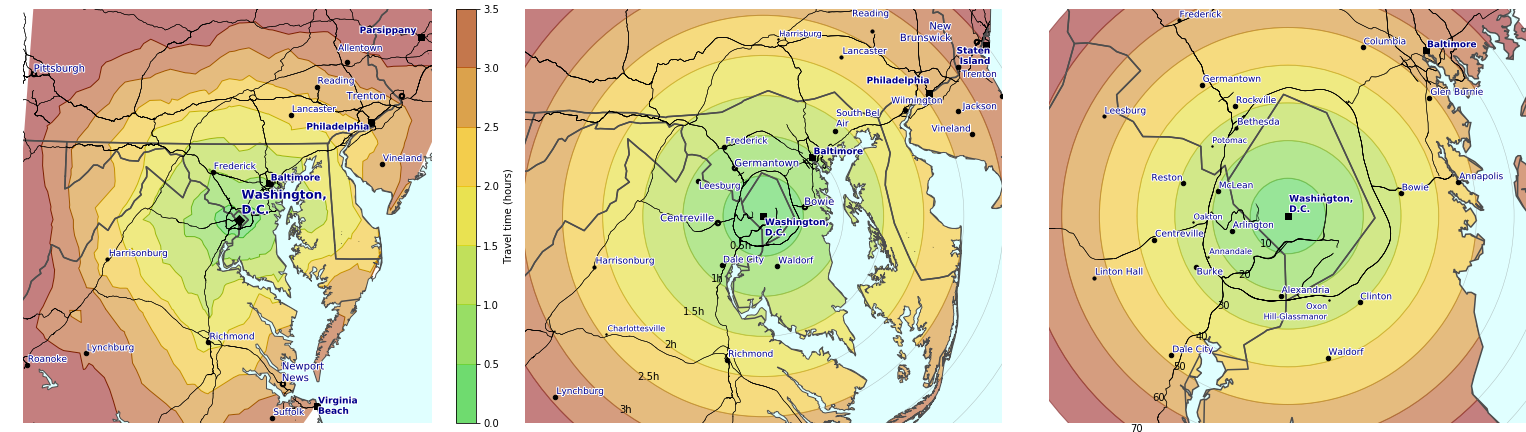 Parsippany
Allentown
Pittsburgh
Reading
Trenton
Lancaster
Philadelphia
Vineland
Frederick
Baltimore
Washington,
D.C.
Harrisonburg
Richmond
Lynchburg
Roanoke
Newport
News
Virginia
Beach
Suffolk
3.5
3.0
2.5
2.0
1.5
1.0
0.5
0.0
Travel time (hours)
Reading
New
Brunswick
Harrisburg
Lancaster
Staten
Island
Trenton
Philadelphia
Wilmington
Jackson
South Bel
Air
Vineland
Frederick
Baltimore
Germantown
Leesburg
Bowie
Centreville
Washington,
D.C.
0.5h
Dale City
Waldorf
Harrisonburg
1h
1.5h
Charlottesville
2h
Richmond
2.5h
Lynchburg
3h
Frederick
Columbia
Baltimore
Germantown
Glen Burnie
Rockville
Leesburg
Bethesda
Potomac
Reston
McLean
Annapolis
Bowie
Washington,
D.C.
Oakton
Arlington
Centreville
10
Annandale
Linton Hall
Burke
20
Alexandria
Clinton
30
Oxon
Hill-Glassmanor
40
Dale City
Waldorf
50
60
70